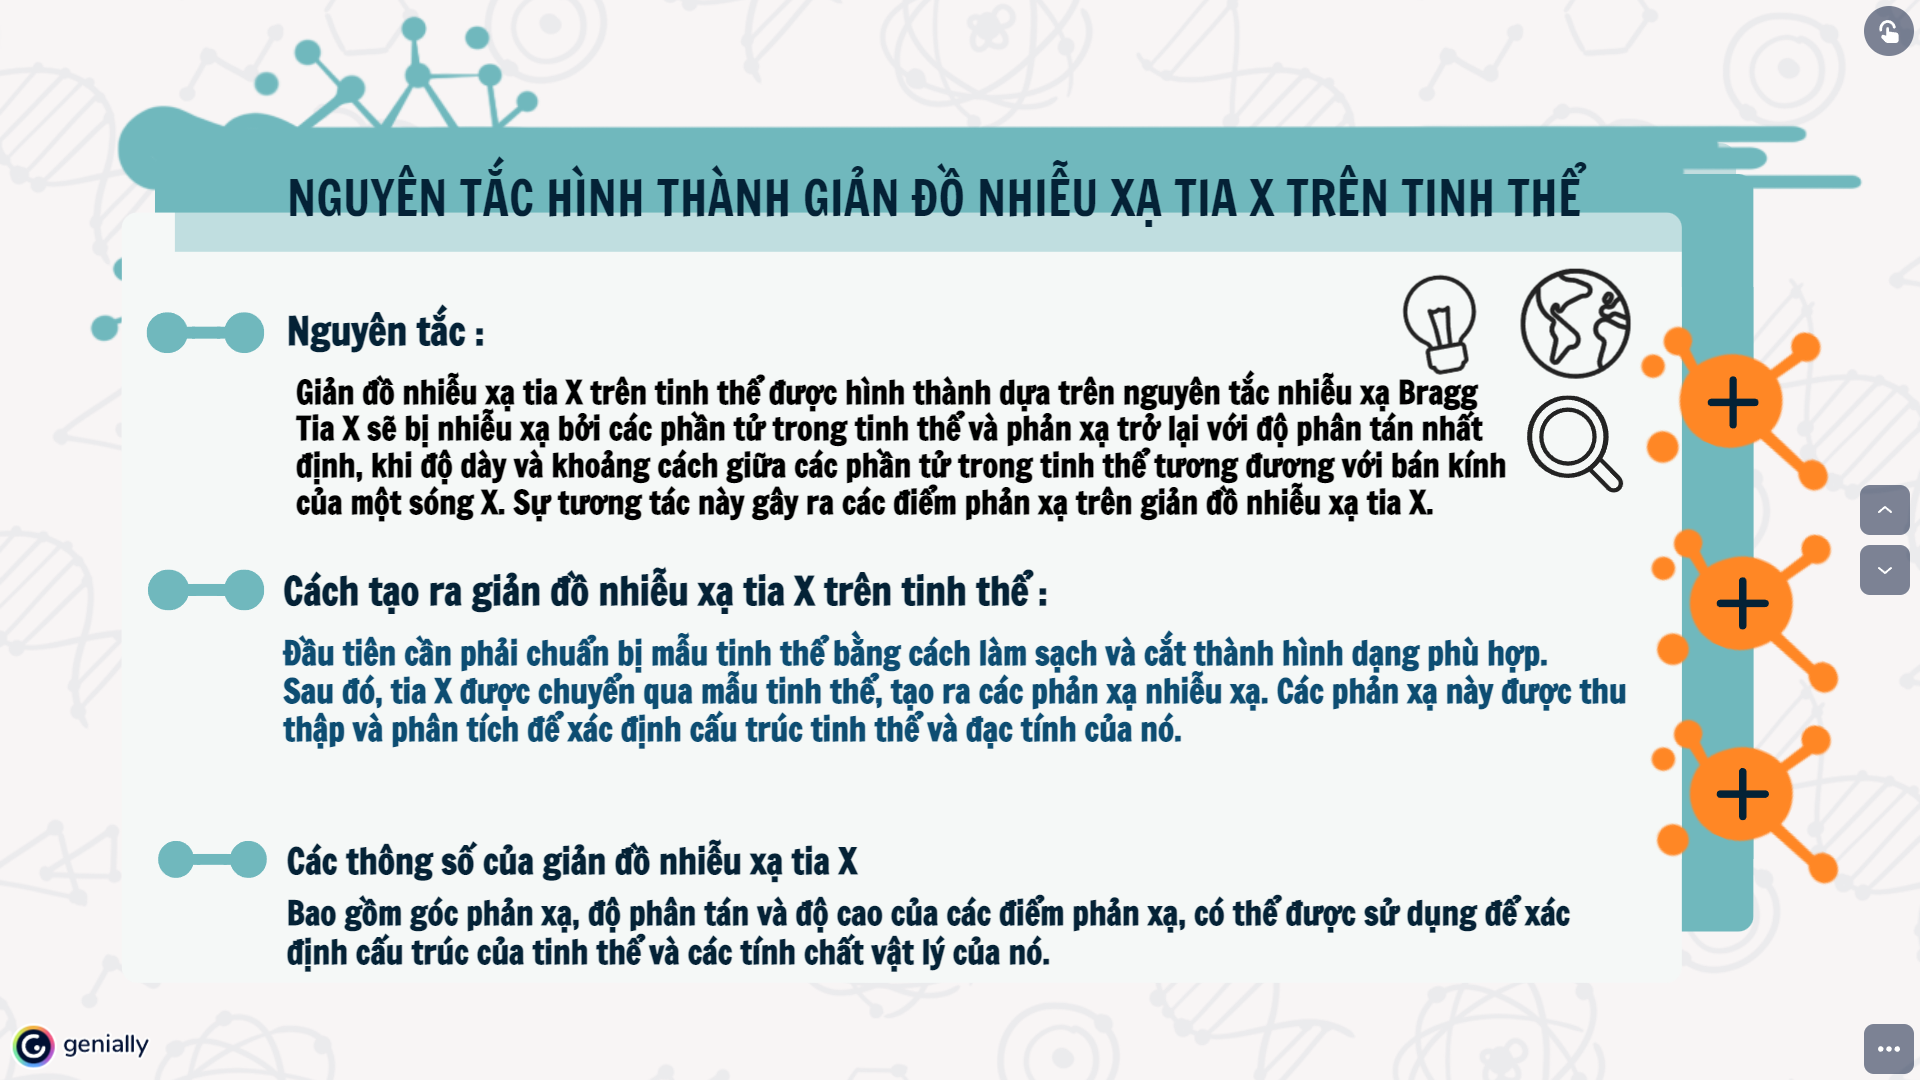 NGUYÊN TẮC HÌNH THÀNH GIẢN ĐỒ NHIỄU XẠ TIA X TRÊN TINH THỂ
Nguyên tắc :
Giản đồ nhiễu xạ tia X trên tinh thể được hình thành dựa trên nguyên tắc nhiễu xạ Bragg
Tia X sẽ bị nhiễu xạ bởi các phần tử trong tinh thể và phản xạ trở lại với độ phân tán nhất
định, khi độ dày và khoảng cách giữa các phần tử trong tinh thể tương đương với bán kính
của một sóng X. Sự tương tác này gây ra các điểm phản xạ trên giản đồ nhiễu xạ tia X.
Cách tạo ra giản đồ nhiễu xạ tia X trên tinh thể :
Đầu tiên cần phải chuẩn bị mẫu tinh thể bằng cách làm sạch và cắt thành hình dạng phù hợp.
Sau đó, tia X được chuyển qua mẫu tinh thể, tạo ra các phản xạ nhiễu xạ. Các phản xạ này được thu
thập và phân tích để xác định cấu trúc tinh thể và đạc tính của nó.
Các thông số của giản đồ nhiễu xạ tia X
Bao gồm góc phản xạ, độ phân tán và độ cao của các điểm phản xạ, có thể được sử dụng để xác
định cấu trúc của tinh thể và các tính chất vật lý của nó.
genially